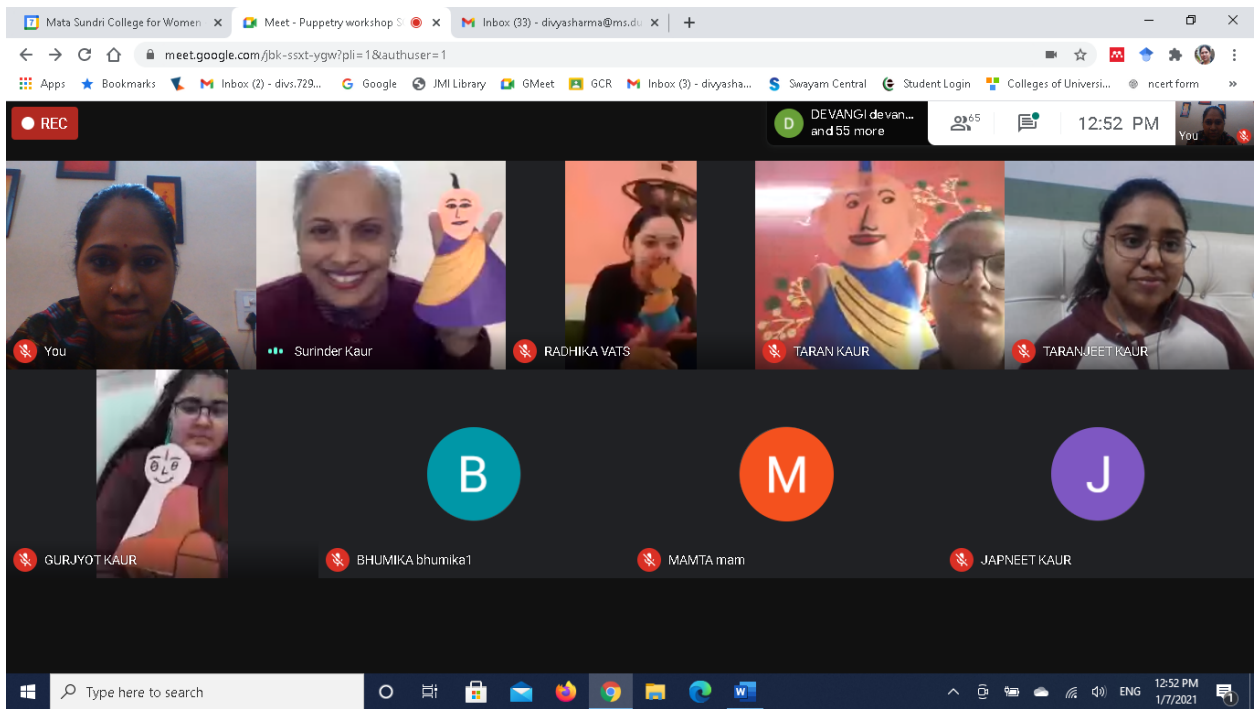 7 Mata Sundri College for Women
Meet - Puppetry workshop S
Inbox (33) - divyasharma@ms.du
meet.google.com/jbk-ssxt-ygw?pli=1&authuser=1
Apps Bookmarks Inbox (2) - divs.729... Google JMI Library GMeet GCR Inbox (3) - divyasha... Swayam Central Student Login Colleges of Universi... ncert form »
REC
D DEVANGI devan...
and 55 more
65
12:52 PM
You
You
Surinder Kaur
RADHIKA VATS
TARAN KAUR
TARANJEET KAUR
B
M
J
GURJYOT KAUR
BHUMIKA bhumika1
MAMTA mam
JAPNEET KAUR
Type here to search
ENG
12:52 PM
1/7/2021
1